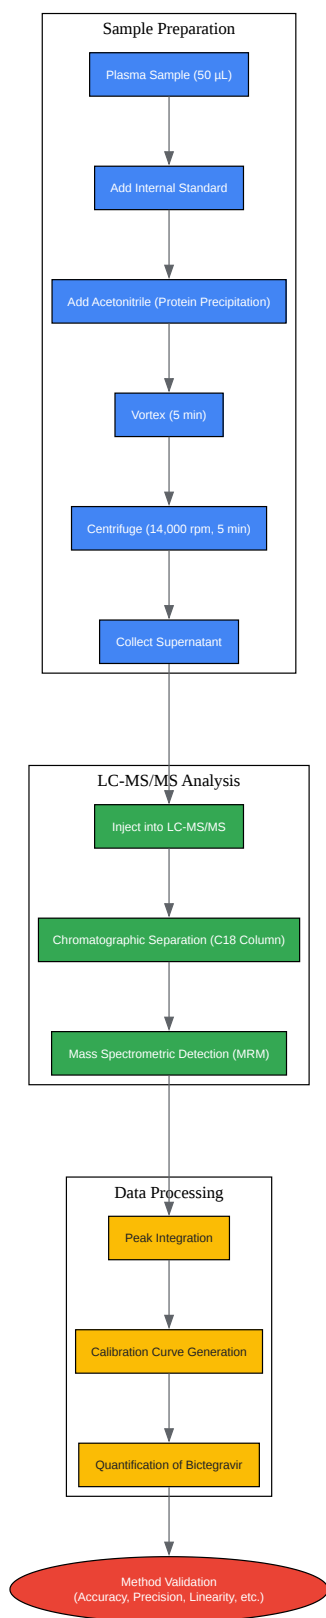 Sample Preparation
Plasma Sample (50 µL)
Add Internal Standard
Add Acetonitrile (Protein Precipitation)
Vortex (5 min)
Centrifuge (14,000 rpm, 5 min)
Collect Supernatant
LC-MS/MS Analysis
Inject into LC-MS/MS
Chromatographic Separation (C18 Column)
Mass Spectrometric Detection (MRM)
Data Processing
Peak Integration
Calibration Curve Generation
Quantification of Bictegravir
Method Validation
(Accuracy, Precision, Linearity, etc.)